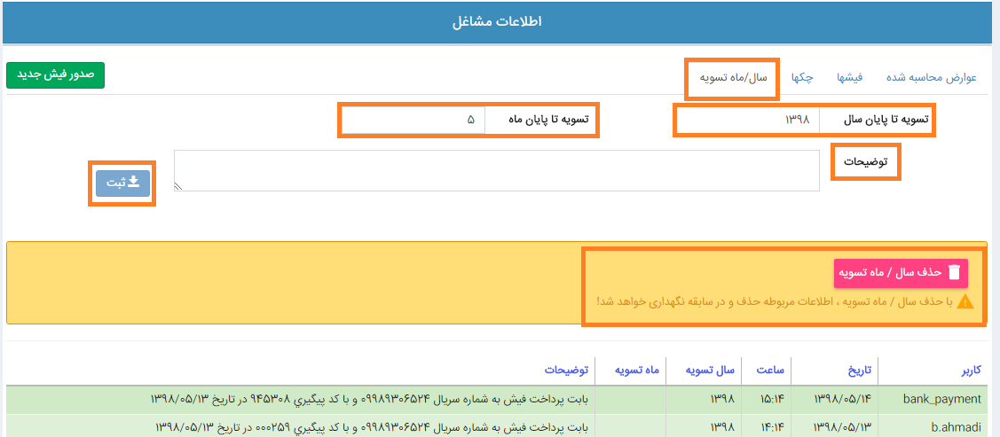 اطلاعات مشاغل
صدور فیش جدید
عوارض محاسبه شده فیشها چکها سال/ماه تسویه
تسویه تا پایان سال ۱۳۹۸ تسویه تا پایان ماه ۵
توضیحات
ثبت
حذف سال / ماه تسویه
با حذف سال / ماه تسویه ، اطلاعات مربوطه حذف و در سابقه نگهداری خواهد شد!
کاربر تاریخ ساعت سال تسویه ماه تسویه توضیحات
bank_payment ۱۳۹۸/۰۵/۱۴ ۱۵:۱۴ ۱۳۹۸ بابت پرداخت فیش به شماره سریال ۰۹۹۸۹۳۰۶۵۲۴ و با کد پیگیري ۹۴۵۳۰۸ در تاریخ ۱۳۹۸/۰۵/۱۳
b.ahmadi ۱۳۹۸/۰۵/۱۳ ۱۴:۱۴ ۱۳۹۸ بابت پرداخت فیش به شماره سریال ۰۹۹۸۹۳۰۶۵۲۴ و با کد پیگیري ۰۰۰۲۵۹ در تاریخ ۱۳۹۸/۰۵/۱۳